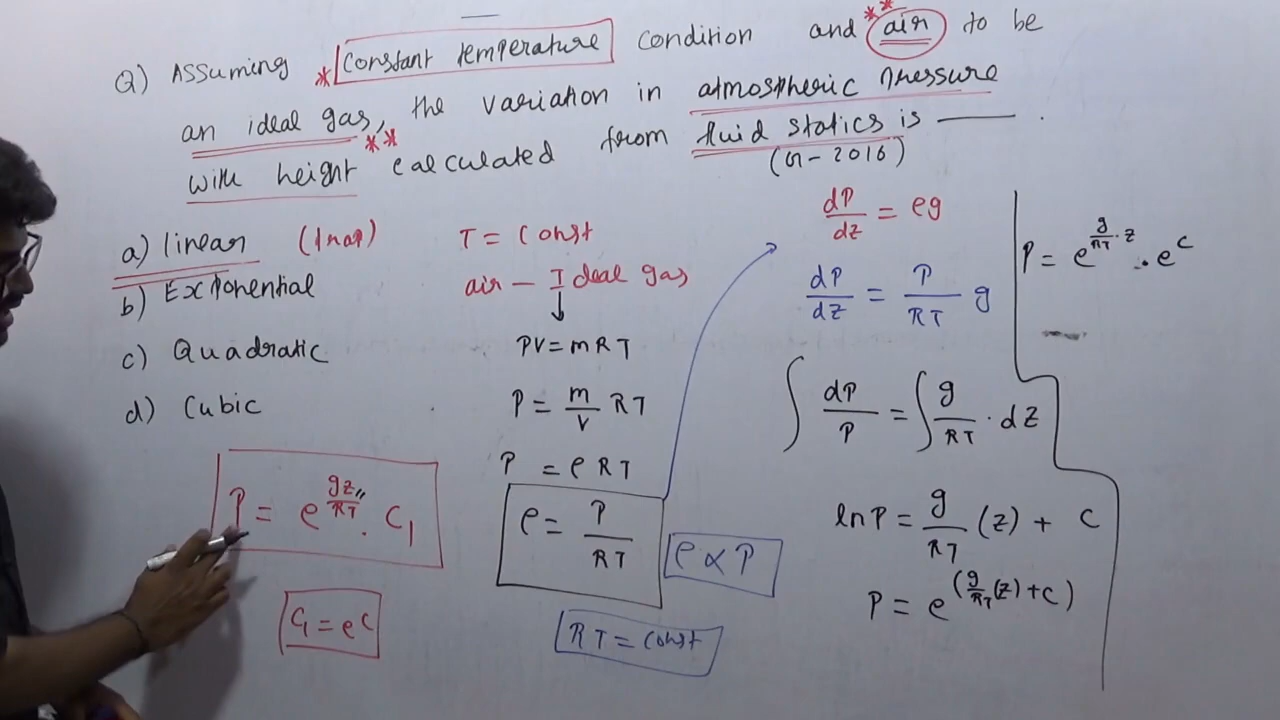 Q) Assuming *constant temperature condition and **air to be
an ideal gas, the variation in atmospheric pressure
with height** calculated from fluid statics is ——— .
(G-2016)
a) linear
b) Exponential
c) Quadratic
d) Cubic
P = e^(gz/RT) . C₁
C₁ = e^c
T = Const
air — Ideal gas
↓
PV = mRT
P = m/V RT
P = ρRT
ρ = P/RT
ρ ∝ P
RT = const
dP/dz = ρg
dP/dz = P/RT g
∫ dP/P = ∫ g/RT . dz
ln P = g/RT (z) + C
P = e^(g/RT (z) + C)
P = e^(g/RT . z) . e^c